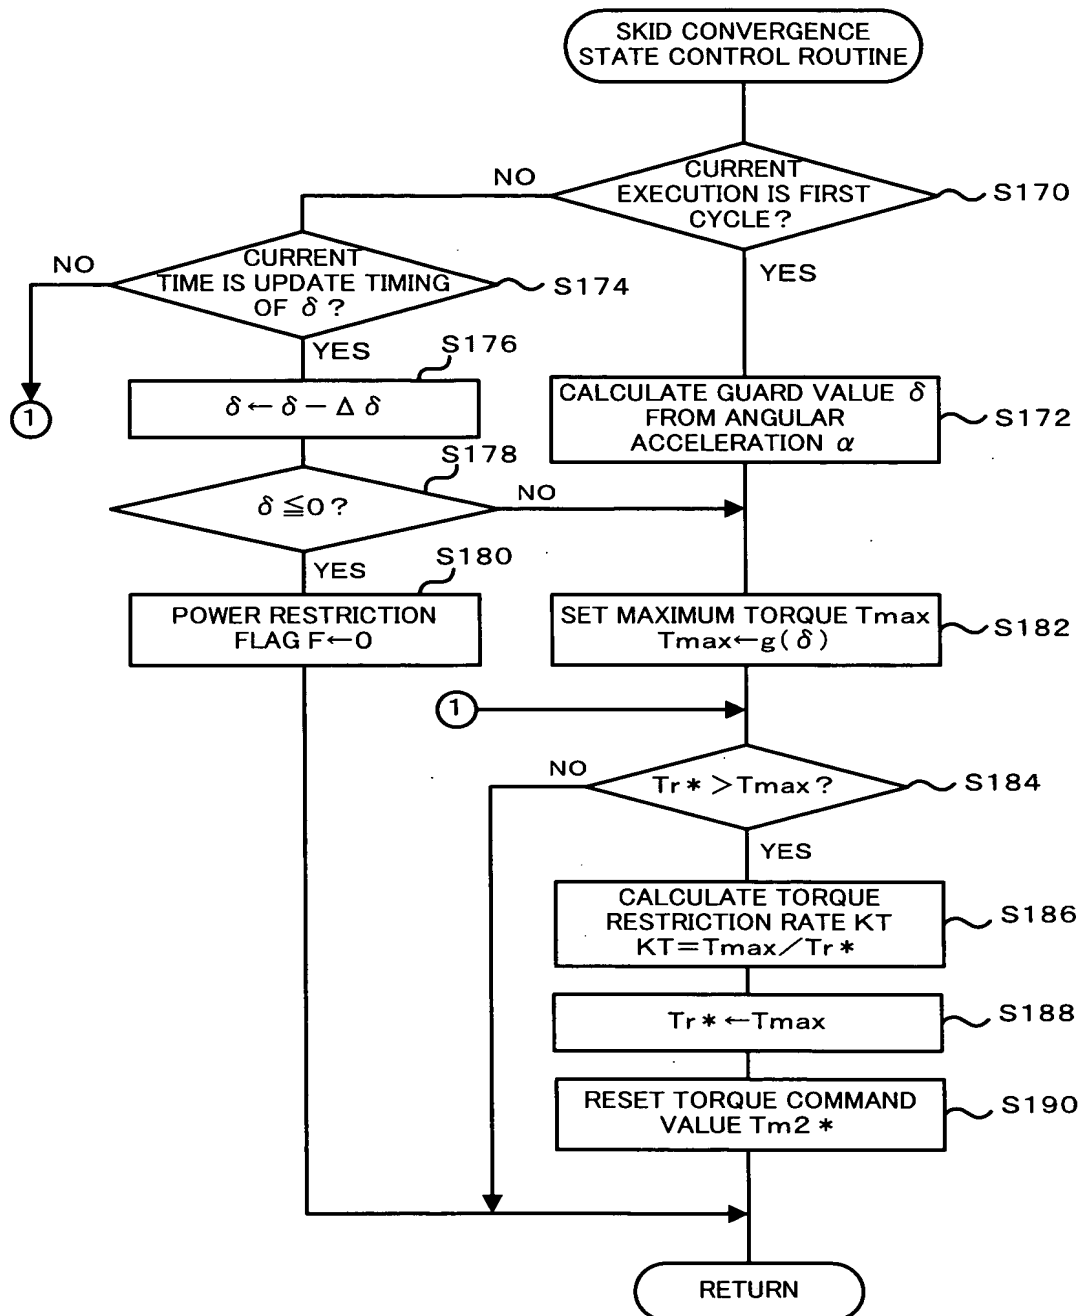 SKID CONVERGENCE
STATE CONTROL ROUTINE
CURRENT
EXECUTION IS FIRST
CYCLE?
S170
NO
YES
CURRENT
TIME IS UPDATE TIMING
OF δ?
S174
NO
YES
1
S176
δ←δ−Δδ
CALCULATE GUARD VALUE δ
FROM ANGULAR
ACCELERATION α
S172
S178
δ≦0?
NO
YES
S180
POWER RESTRICTION
FLAG F←0
SET MAXIMUM TORQUE Tmax
Tmax←g(δ)
S182
1
Tr*>Tmax?
S184
NO
YES
CALCULATE TORQUE
RESTRICTION RATE KT
KT=Tmax/Tr*
S186
Tr*←Tmax
S188
RESET TORQUE COMMAND
VALUE Tm2*
S190
RETURN